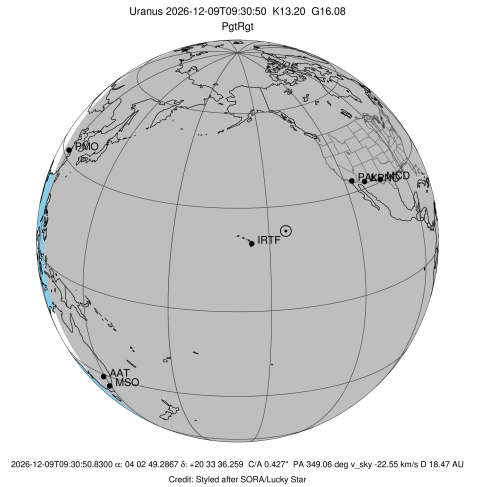 Uranus 2026-12-09T09:30:50 K13.20 G16.08
PgtRgt
PMO
MCD
IRTF
AAT
MSO
2026-12-09T09:30:50.8300 α: 04 02 49.2867 δ: +20 33 36.259 C/A 0.427" PA 349.06 deg v_sky -22.55 km/s D 18.47 AU
Credit: Styled after SORA/Lucky Star